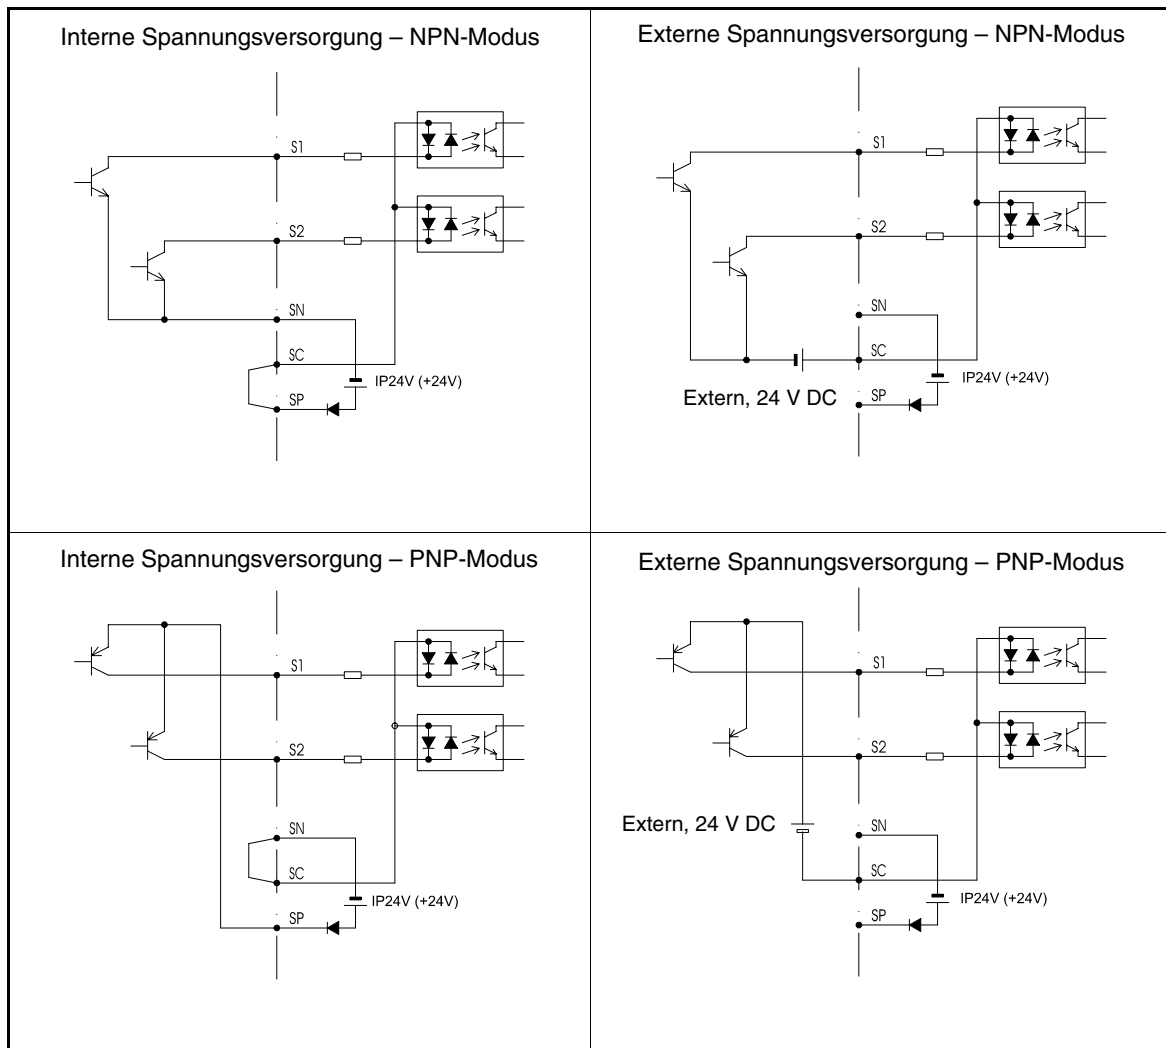 Interne Spannungsversorgung – NPN-Modus
S1
S2
SN
SC
IP24V (+24V)
SP
Externe Spannungsversorgung – NPN-Modus
S1
S2
SN
SC
IP24V (+24V)
Extern, 24 V DC
SP
Interne Spannungsversorgung – PNP-Modus
S1
S2
SN
SC
IP24V (+24V)
SP
Externe Spannungsversorgung – PNP-Modus
S1
S2
Extern, 24 V DC
SN
SC
IP24V (+24V)
SP